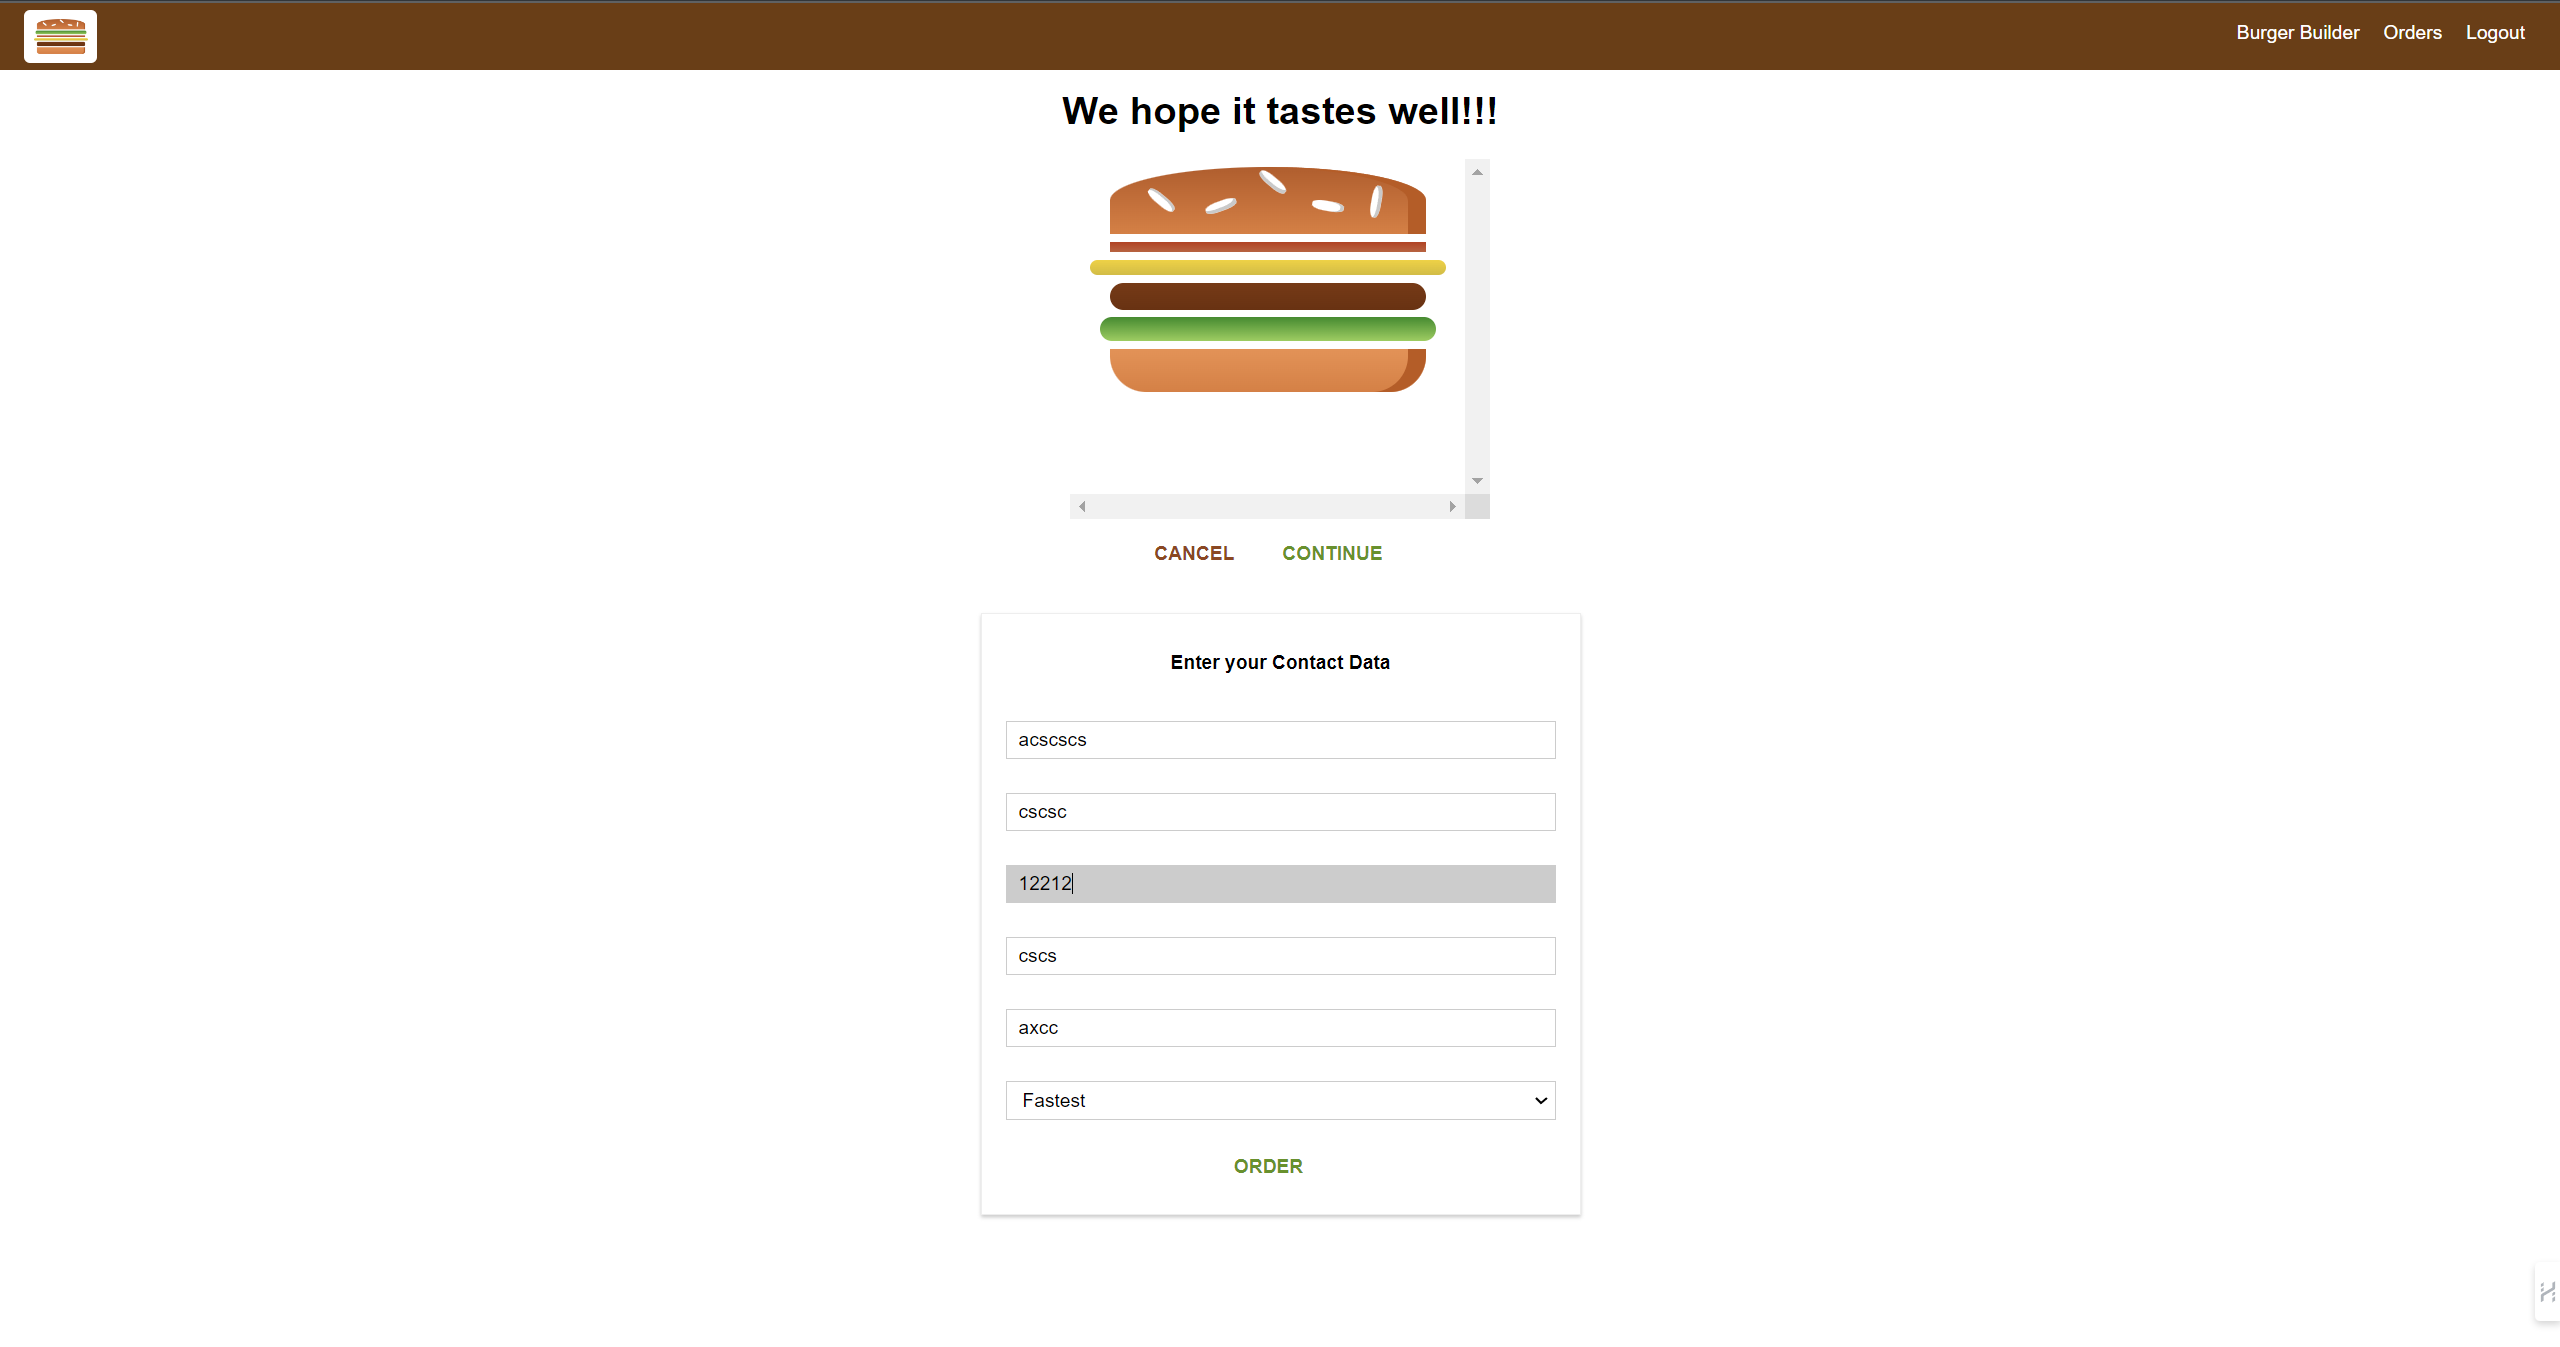 Burger Builder Orders Logout
We hope it tastes well!!!
CANCEL CONTINUE
Enter your Contact Data
acscscs
cscsc
12212
cscs
axcc
Fastest
ORDER